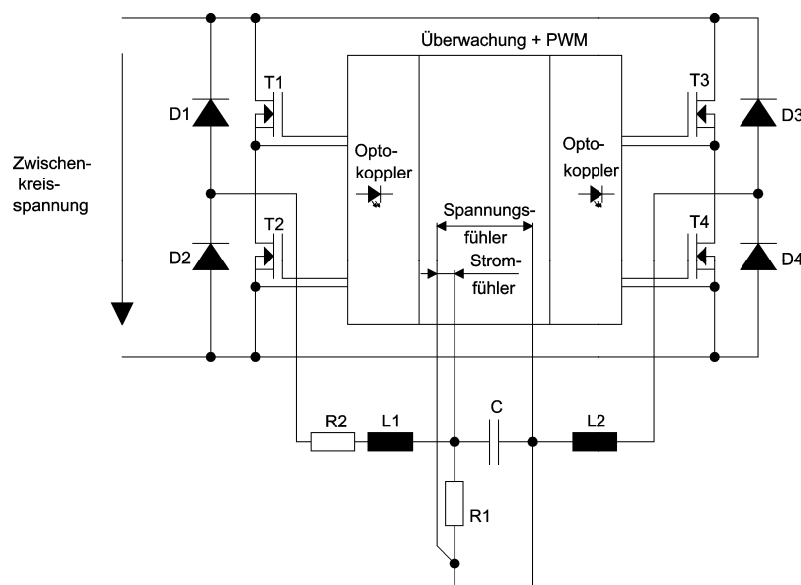 Überwachung + PWM
T1
T3
D1
D3
Opto-
koppler
Opto-
koppler
Zwischen-
kreis-
spannung
Spannungs-
fühler
T2
T4
D2
D4
Strom-
fühler
C
R2
L1
L2
R1